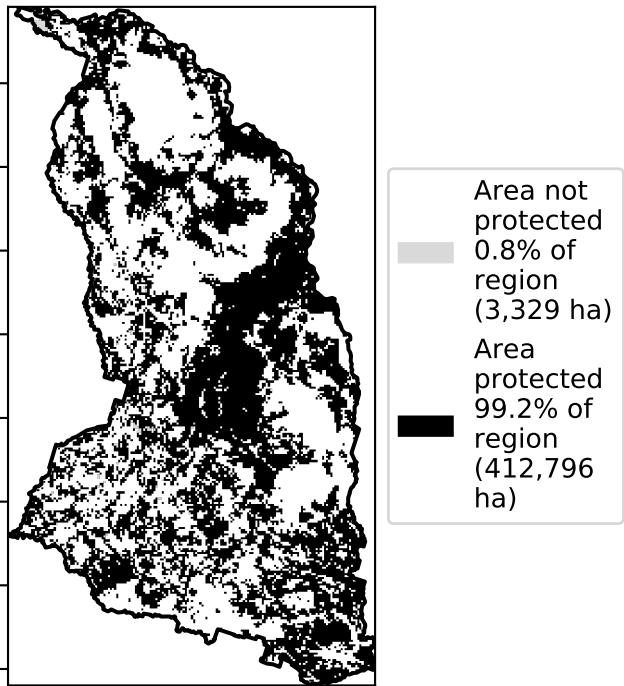 Area not
protected
0.8% of
region
(3,329 ha)
Area
protected
99.2% of
region
(412,796
ha)